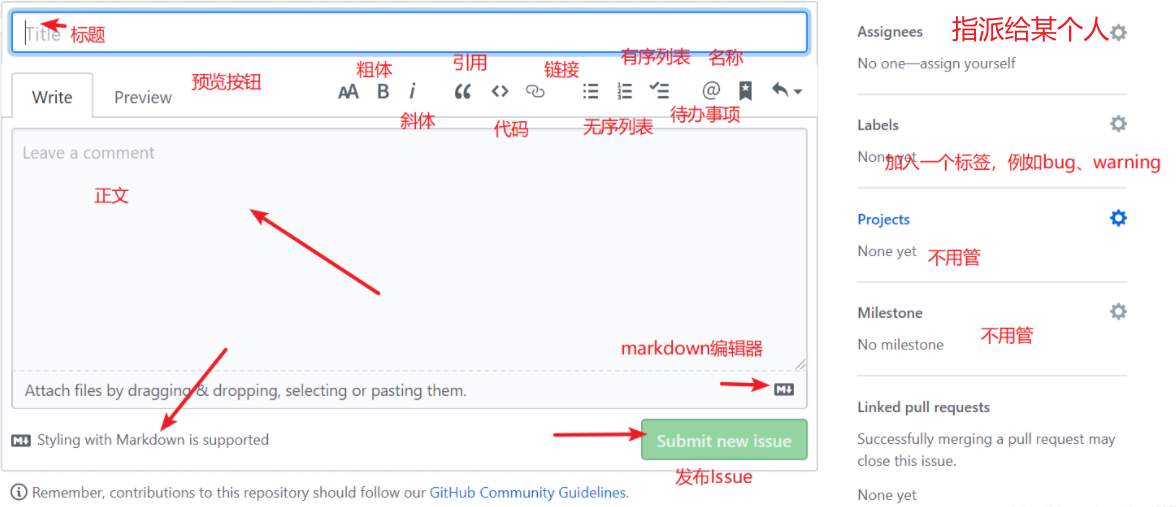 Title 标题
Assignees 指派给某个人
No one—assign yourself
粗体 引用 链接 有序列表 名称
Write Preview 预览按钮
AA B i @
斜体 代码 无序列表 待办事项
Labels
None yet 加入一个标签，例如bug、warning
Leave a comment
正文
Projects
None yet 不用管
Milestone
不用管
No milestone
markdown编辑器
Attach files by dragging & dropping, selecting or pasting them.
M↓
M↓ Styling with Markdown is supported
Submit new issue
发布Issue
Linked pull requests
Successfully merging a pull request may
close this issue.
None yet
Remember, contributions to this repository should follow our GitHub Community Guidelines.